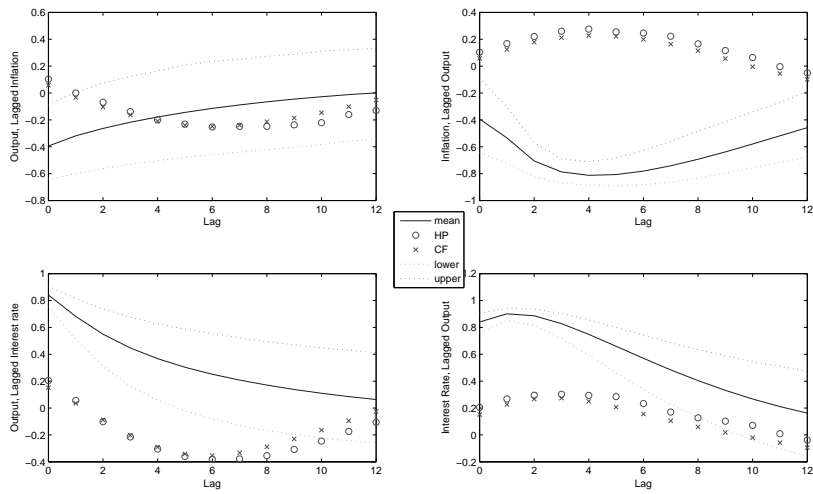 0.4
0.2
0
−0.2
−0.4
−0.6
−0.8
0 2 4 6 8 10 12
Lag
Output, Lagged Inflation
0.6
0.4
0.2
0
−0.2
−0.4
−0.6
−0.8
−1
0 2 4 6 8 10 12
Lag
Inflation, Lagged Output
mean
HP
CF
lower
upper
1
0.8
0.6
0.4
0.2
0
−0.2
−0.4
0 2 4 6 8 10 12
Lag
Output, Lagged Interest rate
1.2
1
0.8
0.6
0.4
0.2
0
−0.2
0 2 4 6 8 10 12
Lag
Interest Rate, Lagged Output